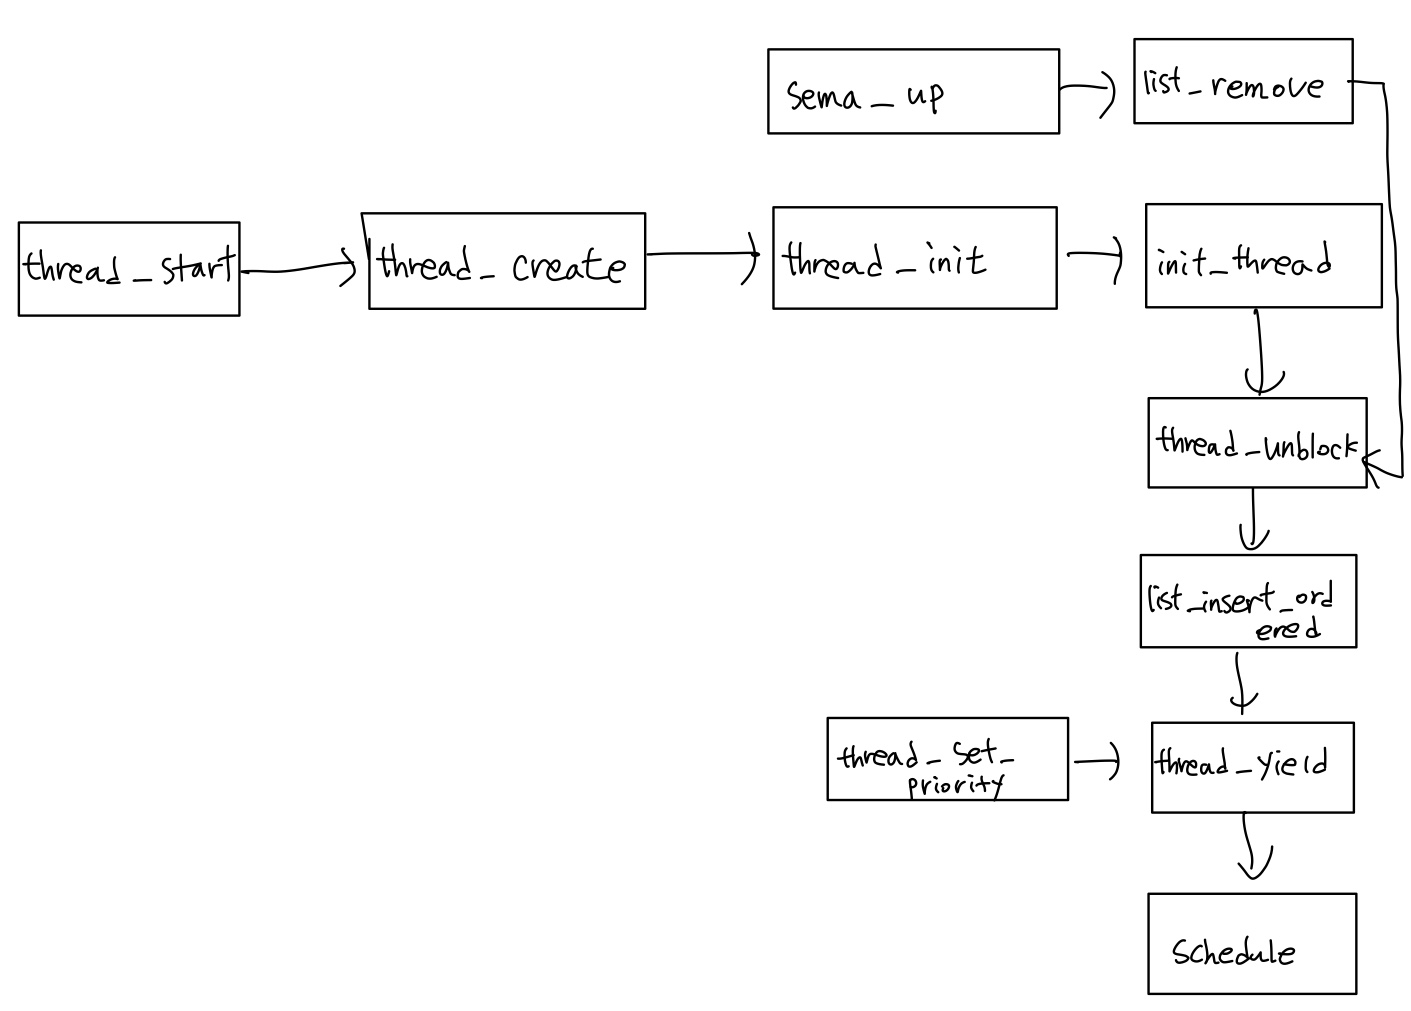 sema_up
list_remove
thread_start
thread_create
thread_init
init_thread
thread_unblock
list_insert_ord
ered
thread_set_
priority
thread_yield
schedule